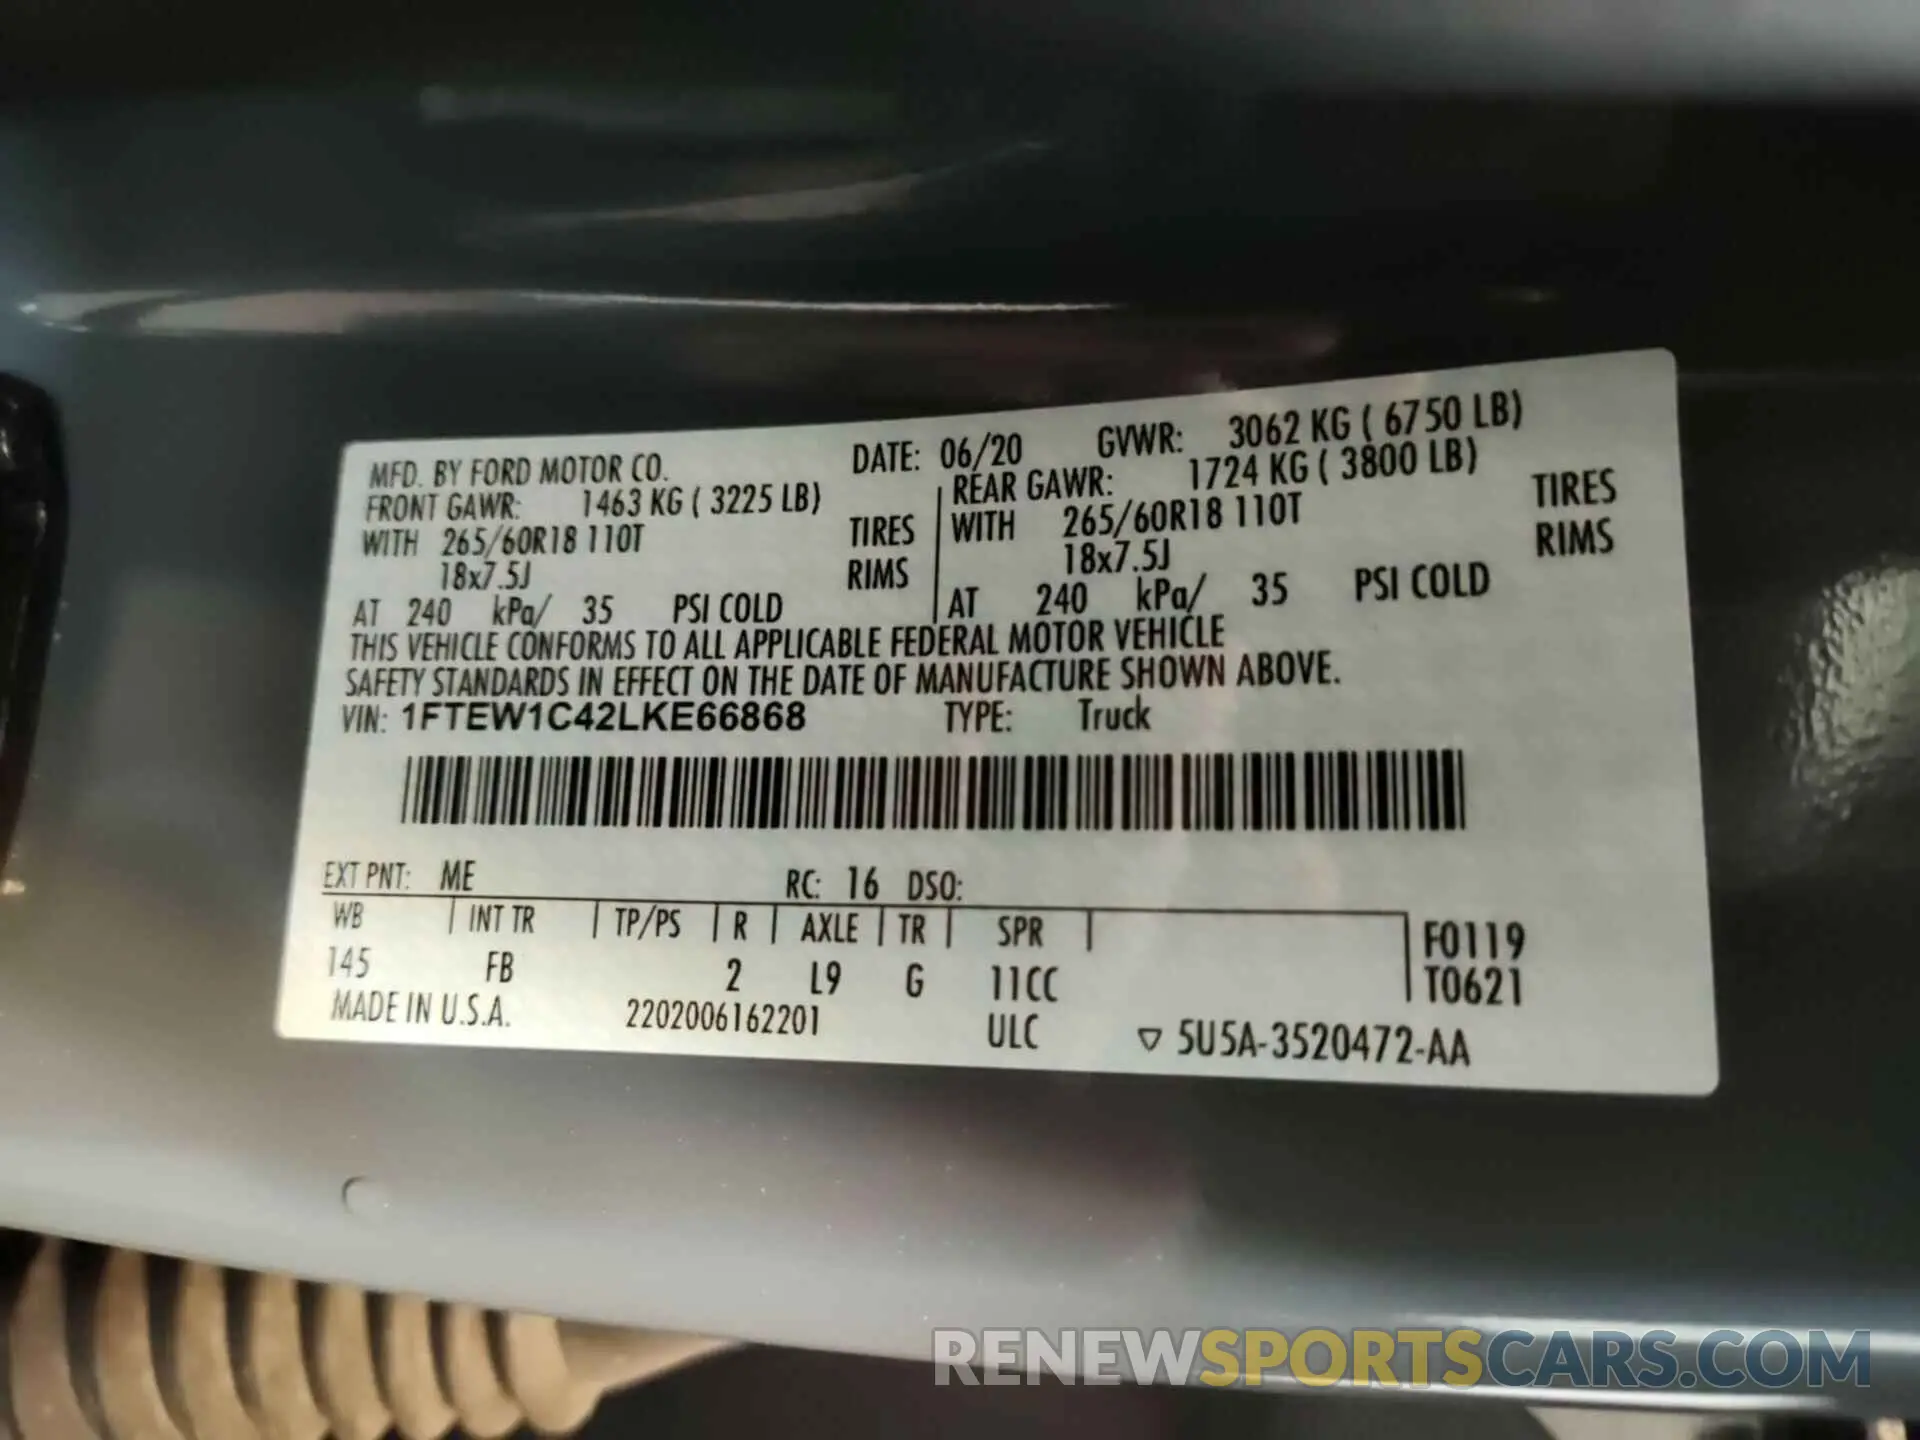 MFD. BY FORD MOTOR CO. DATE: 06/20 GVWR: 3062 KG ( 6750 LB)
FRONT GAWR: 1463 KG ( 3225 LB) REAR GAWR: 1724 KG ( 3800 LB)
WITH 265/60R18 110T TIRES WITH 265/60R18 110T TIRES
18x7.5J RIMS 18x7.5J RIMS
AT 240 kPa/ 35 PSI COLD AT 240 kPa/ 35 PSI COLD
THIS VEHICLE CONFORMS TO ALL APPLICABLE FEDERAL MOTOR VEHICLE
SAFETY STANDARDS IN EFFECT ON THE DATE OF MANUFACTURE SHOWN ABOVE.
VIN: 1FTEW1C42LKE66868 TYPE: Truck
EXT PNT: ME RC: 16 DSO:
WB INT TR TP/PS R AXLE TR SPR F0119
145 FB 2 L9 G 11CC T0621
MADE IN U.S.A. 2202006162201 ULC ▽ 5U5A-3520472-AA
RENEWSPORTSCARS.COM